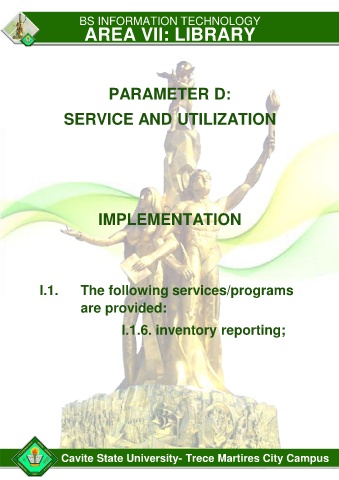 BS INFORMATION TECHNOLOGY
AREA VII: LIBRARY
PARAMETER D:
SERVICE AND UTILIZATION
IMPLEMENTATION
I.1. The following services/programs
are provided:
I.1.6. inventory reporting;
Cavite State University- Trece Martires City Campus